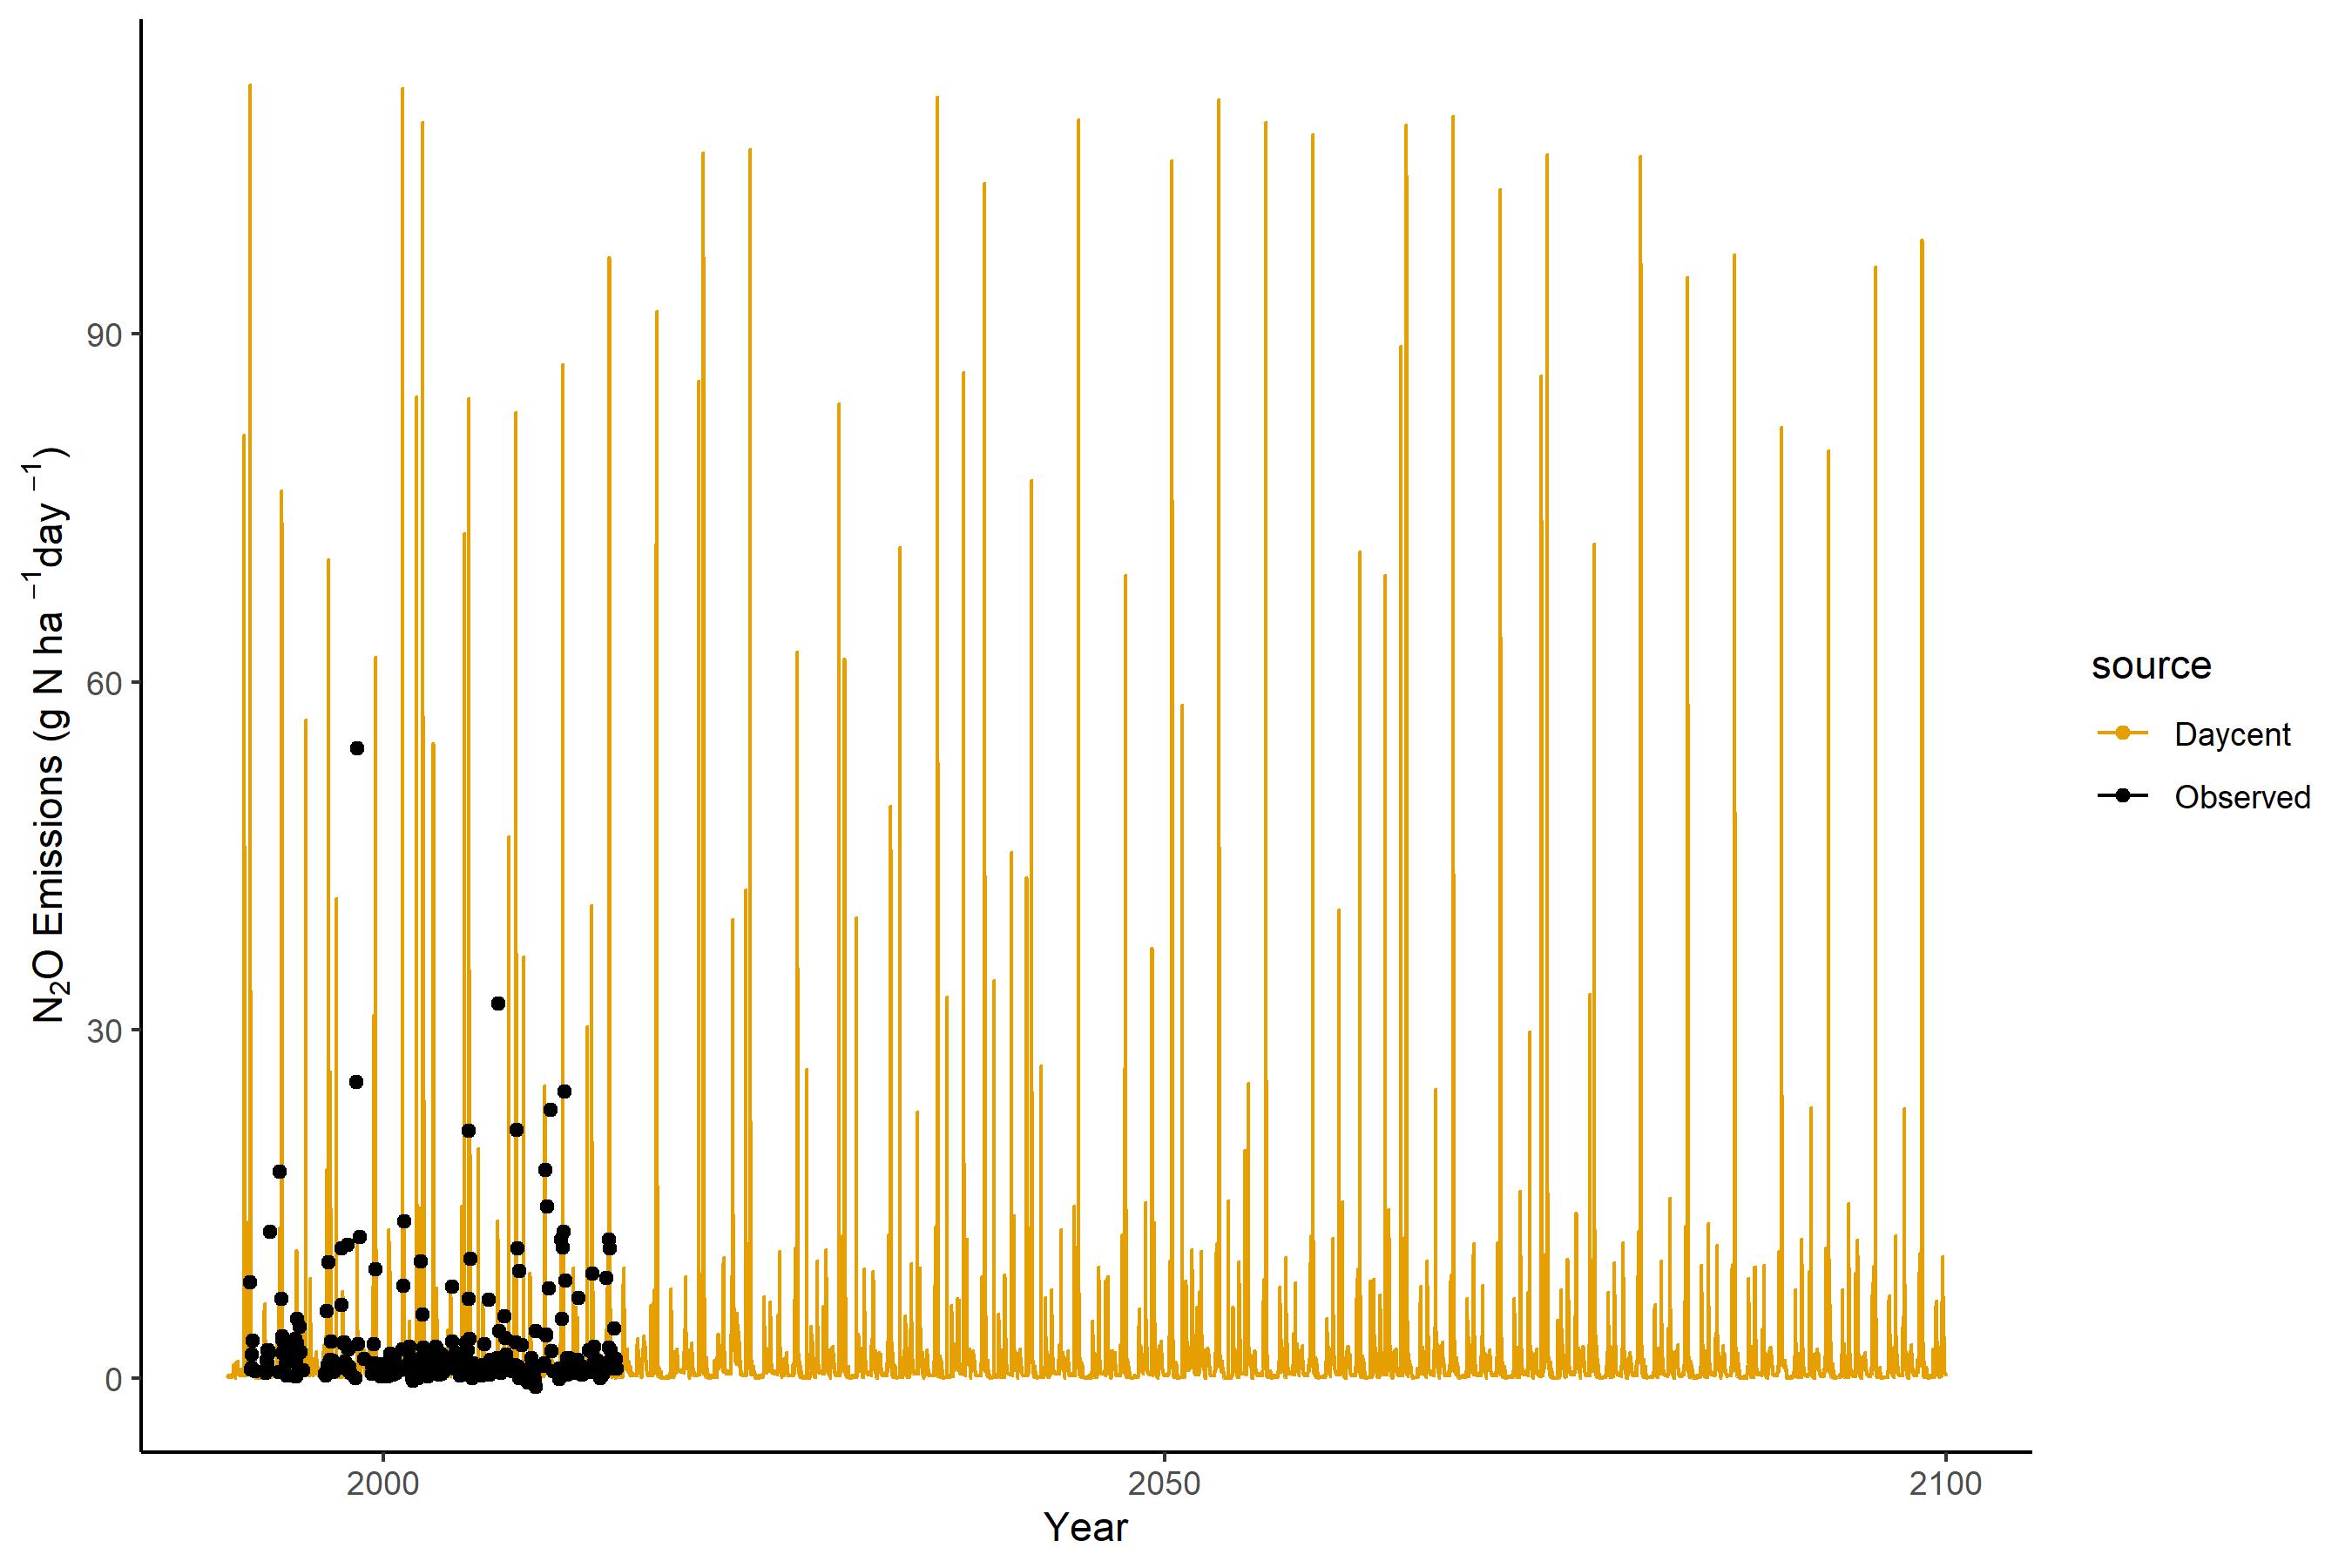 N₂O Emissions (g N ha ⁻¹day ⁻¹)
90
60
30
0
2000
2050
2100
Year
source
Daycent
Observed